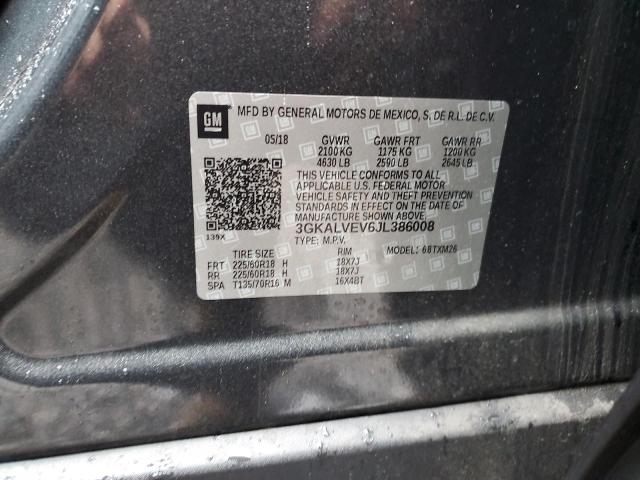 GM
MFD BY GENERAL MOTORS DE MEXICO, S. DE R.L. DE C.V.
05/18 GVWR GAWR FRT GAWR RR
2100 KG 1175 KG 1200 KG
4630 LB 2590 LB 2645 LB
THIS VEHICLE CONFORMS TO ALL
APPLICABLE U.S. FEDERAL MOTOR
VEHICLE SAFETY AND THEFT PREVENTION
STANDARDS IN EFFECT ON THE DATE OF
MANUFACTURE SHOWN ABOVE.
139X 3GKALVEV6JL386008
TYPE: M.P.V. MODEL: 6BTXM26
TIRE SIZE RIM
FRT 225/60R18 H 18X7J
RR 225/60R18 H 18X7J
SPA T135/70R16 M 16X4BT